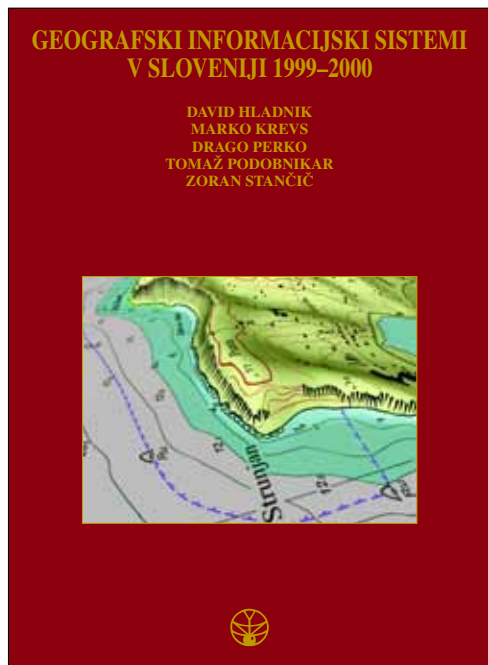 GEOGRAFSKI INFORMACIJSKI SISTEMI
V SLOVENIJI 1999–2000
DAVID HLADNIK
MARKO KREVS
DRAGO PERKO
TOMAŽ PODOBNIKAR
ZORAN STANČIČ
Strunjan